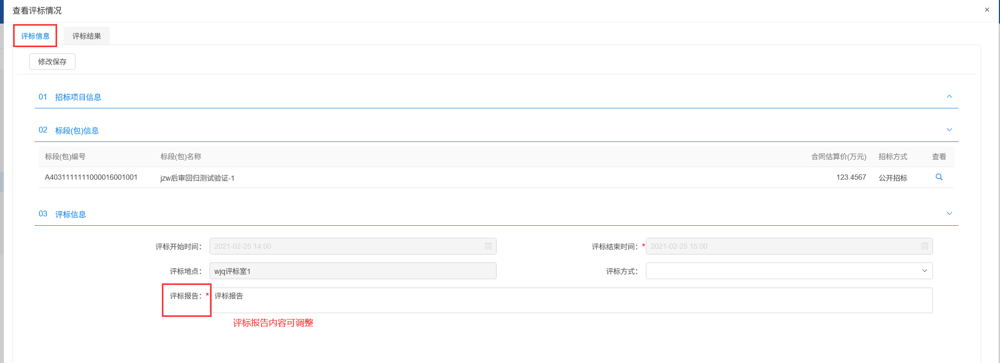 查看评标情况
评标信息 评标结果
修改保存
01 招标项目信息
02 标段(包)信息
标段(包)编号 标段(包)名称 合同估算价(万元) 招标方式 查看
A4031111111000016001001 jzw后审回归测试验证-1 123.4567 公开招标
03 评标信息
评标开始时间: 2021-02-25 14:00 评标结束时间:* 2021-02-25 15:00
评标地点: wjq评标室1 评标方式:
评标报告:* 评标报告
评标报告内容可调整